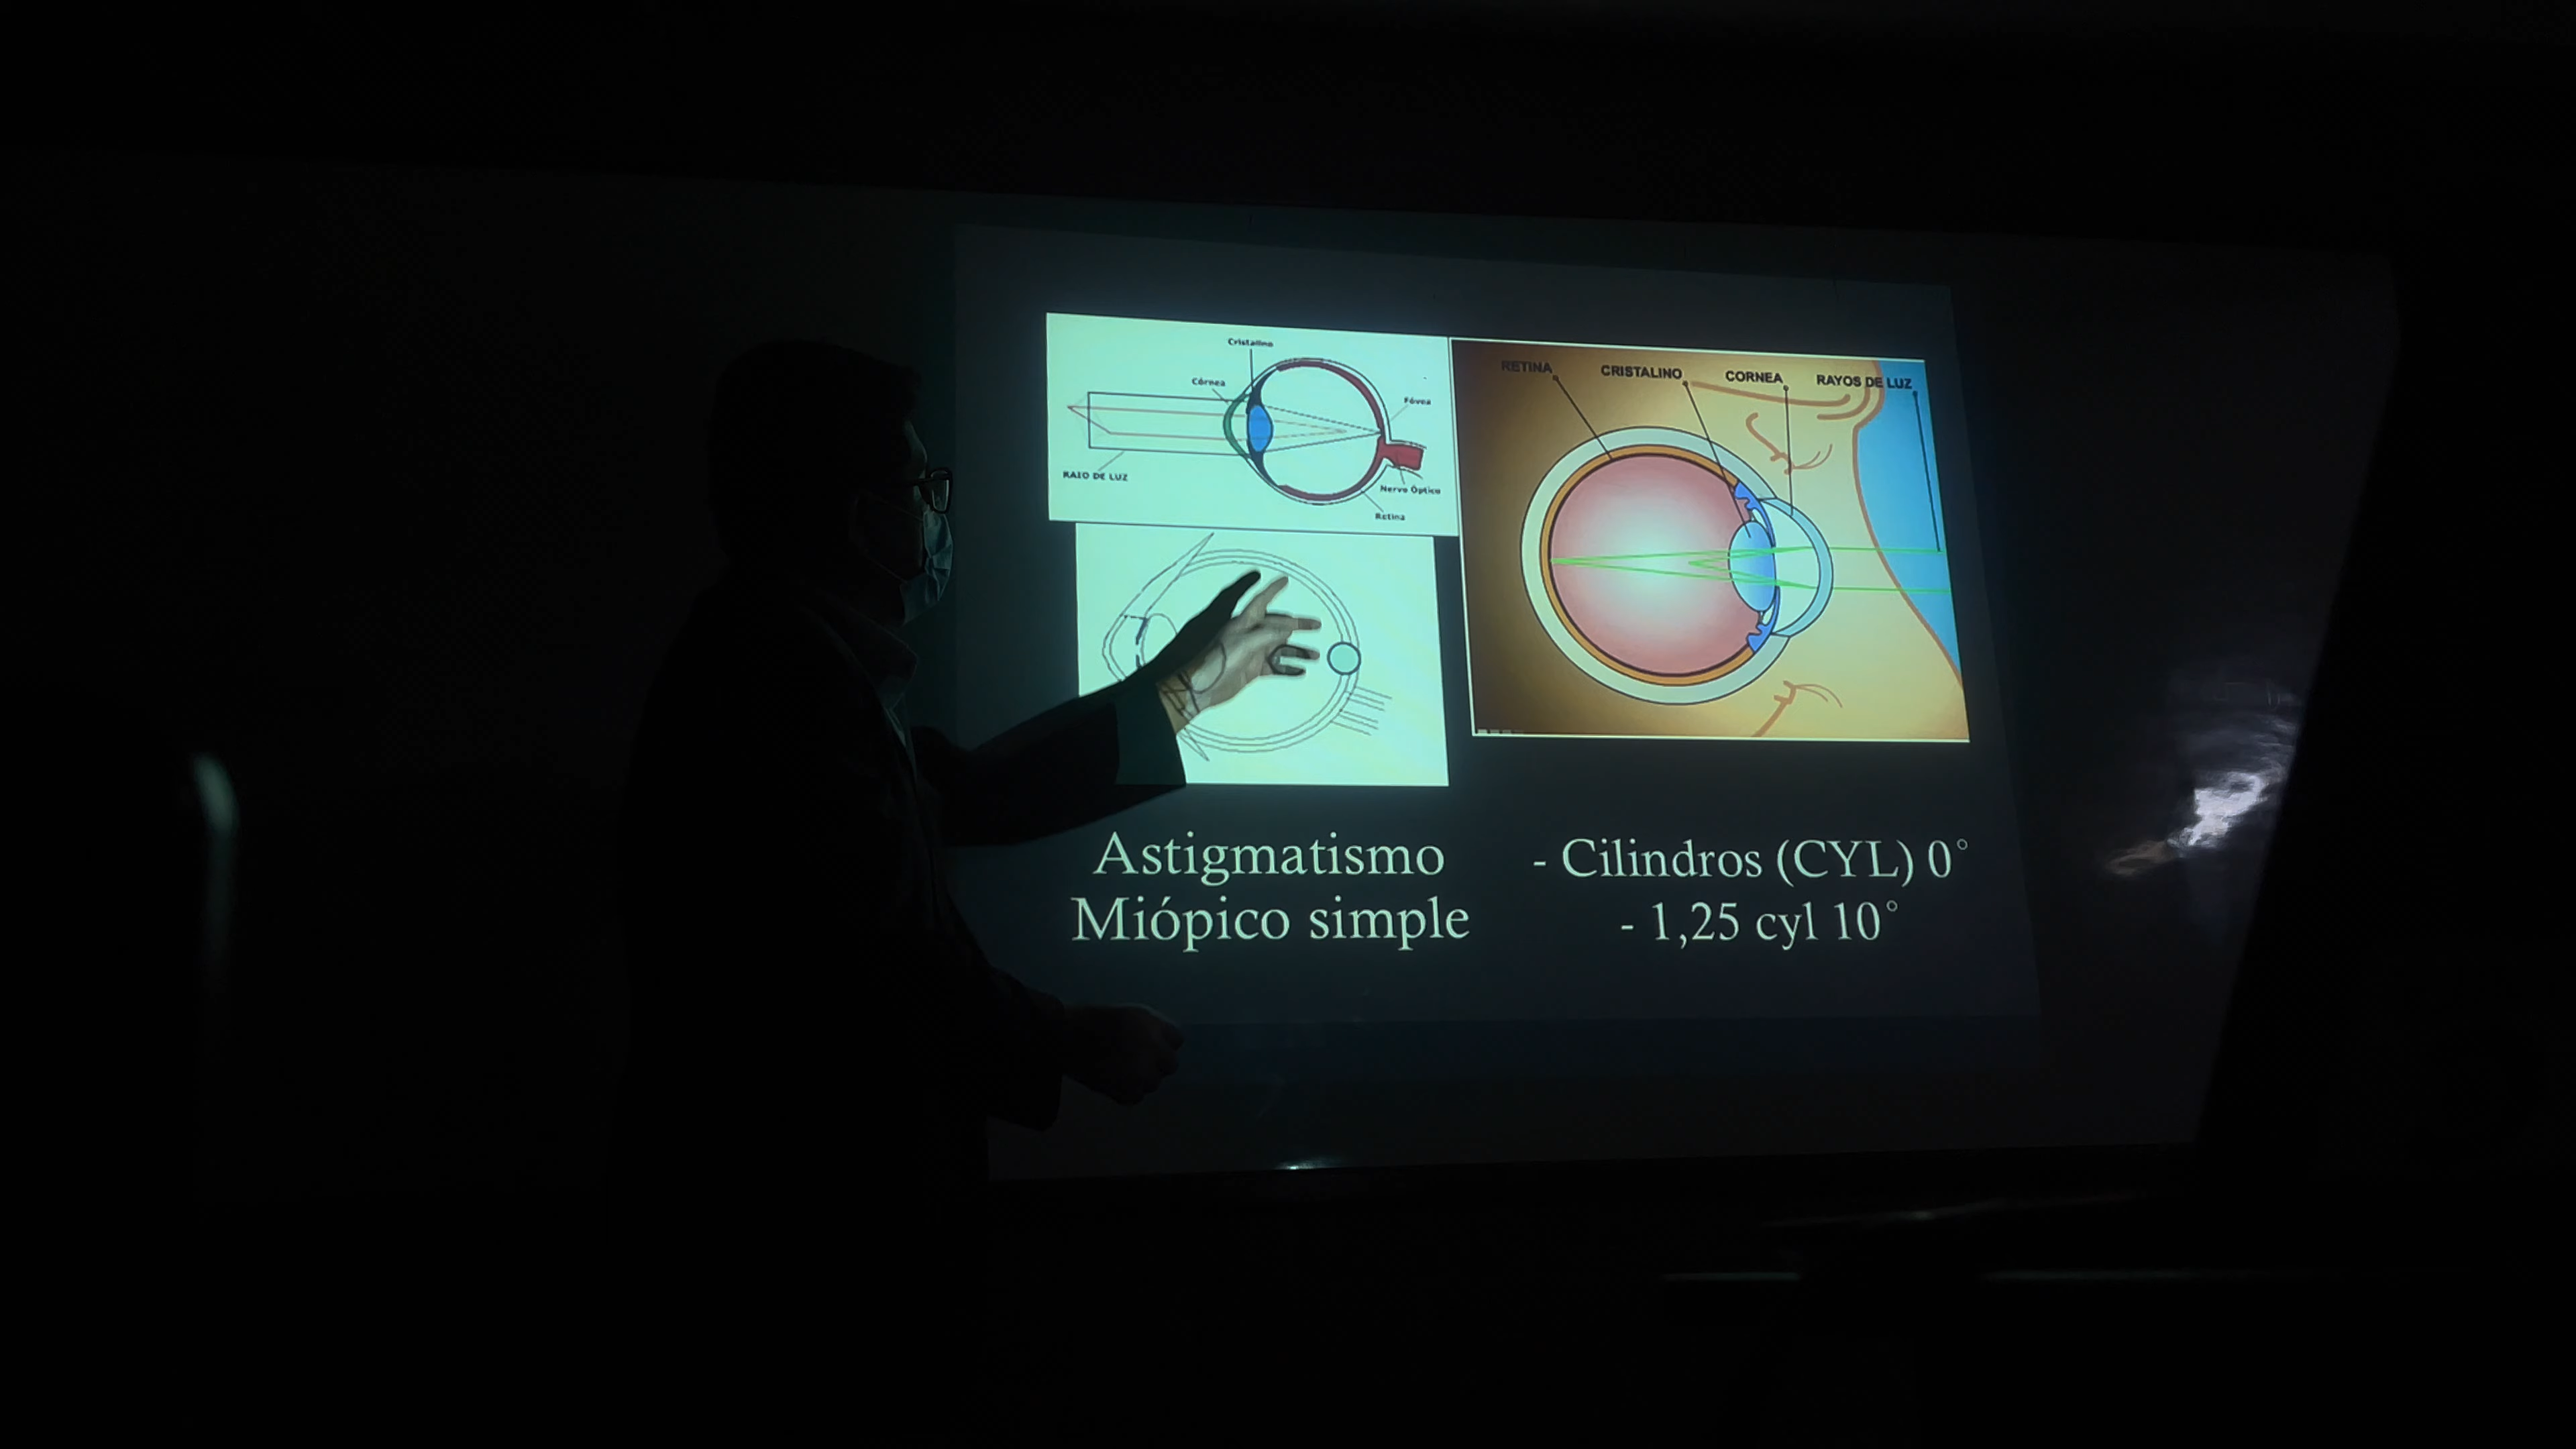 Cristalino
Córnea
Fóvea
RAIO DE LUZ
Nervo Óptico
Retina
RETINA
CRISTALINO
CORNEA
RAYOS DE LUZ
Astigmatismo
Miópico simple
- Cilindros (CYL) 0°
- 1,25 cyl 10°